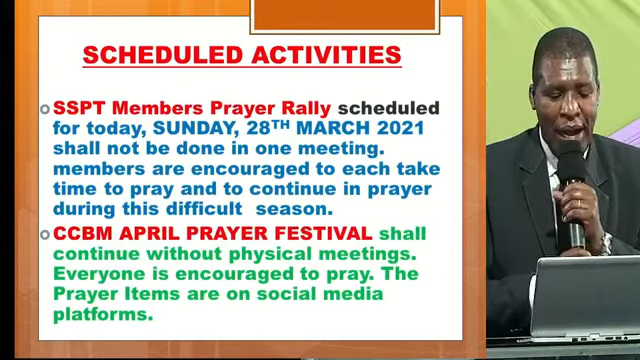 SCHEDULED ACTIVITIES
SSPT Members Prayer Rally scheduled
for today, SUNDAY, 28TH MARCH 2021
shall not be done in one meeting.
members are encouraged to each take
time to pray and to continue in prayer
during this difficult season.
CCBM APRIL PRAYER FESTIVAL shall
continue without physical meetings.
Everyone is encouraged to pray. The
Prayer Items are on social media
platforms.